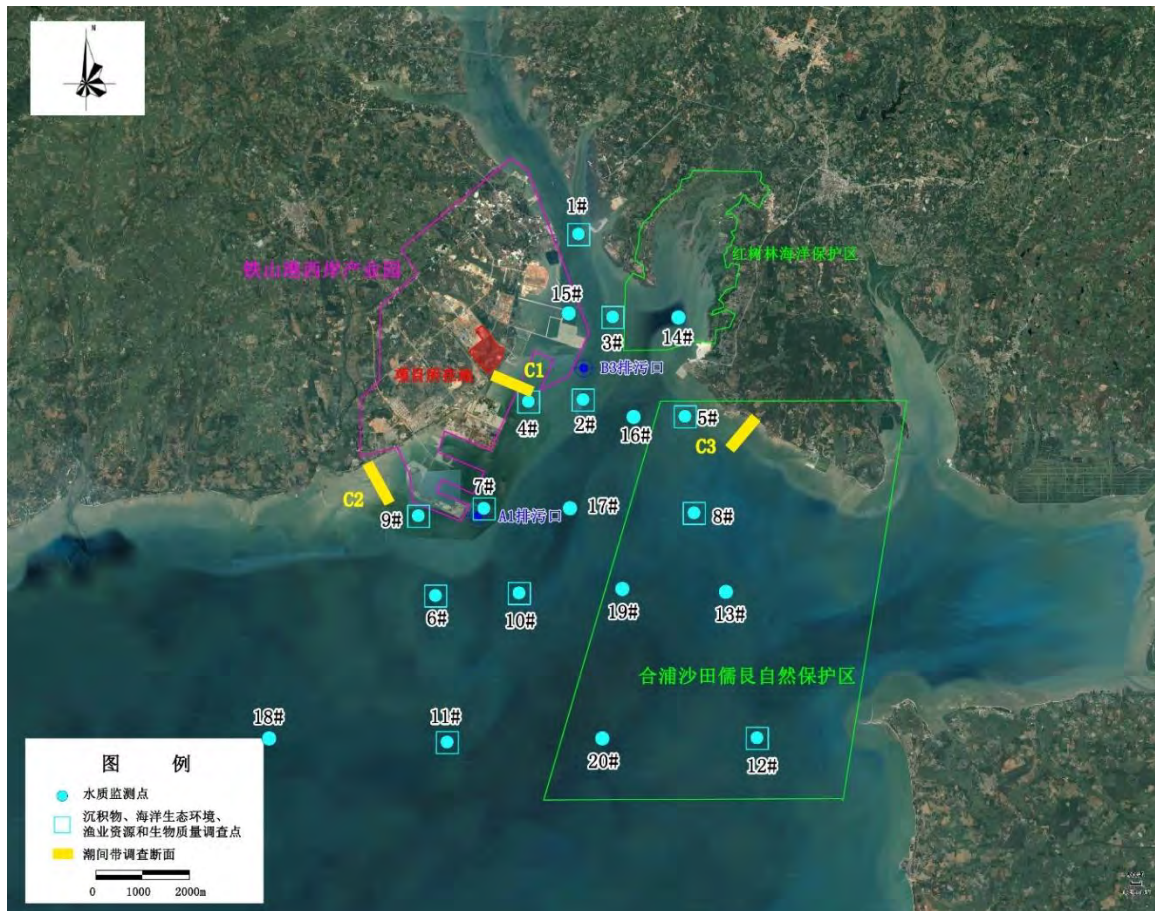 N
1#
红树林海洋保护区
铁山港西岸产业园
15#
3#
14#
B3排污口
C1
项目所在地
4#
2#
16#
5#
C3
C2
7#
9#
A1排污口
17#
8#
6#
10#
19#
13#
合浦沙田儒艮自然保护区
18#
11#
20#
12#
图 例
水质监测点
沉积物、海洋生态环境、
渔业资源和生物质量调查点
潮间带调查断面
0 1000 2000m